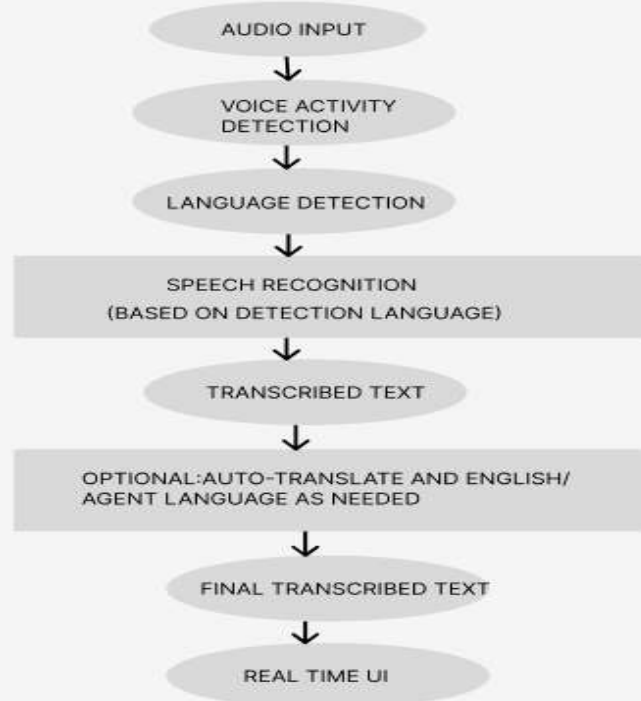 AUDIO INPUT
VOICE ACTIVITY
DETECTION
LANGUAGE DETECTION
SPEECH RECOGNITION
(BASED ON DETECTION LANGUAGE)
TRANSCRIBED TEXT
OPTIONAL:AUTO-TRANSLATE AND ENGLISH/
AGENT LANGUAGE AS NEEDED
FINAL TRANSCRIBED TEXT
REAL TIME UI